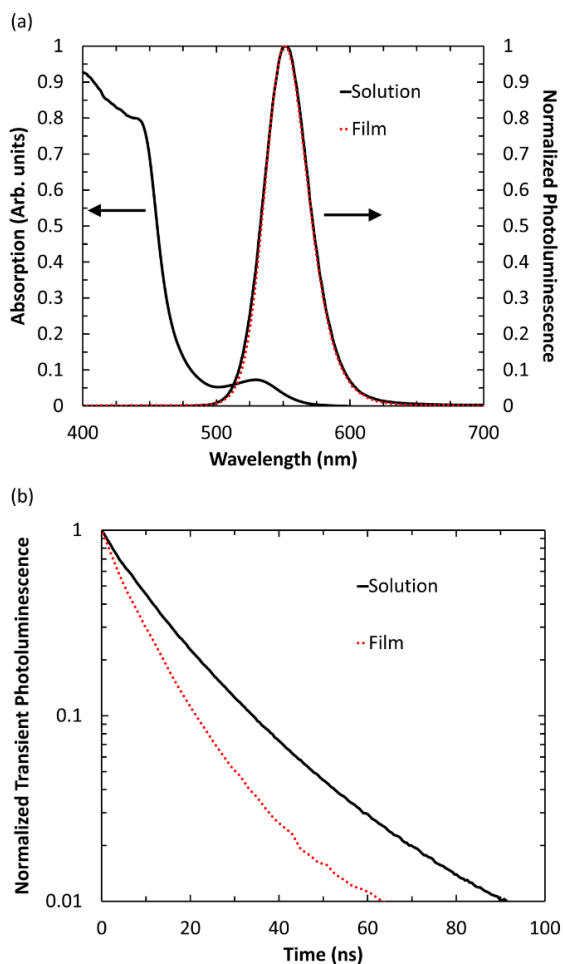 (a)
1
0.9
0.8
0.7
0.6
0.5
0.4
0.3
0.2
0.1
0
Absorption (Arb. units)
Solution
Film
1
0.9
0.8
0.7
0.6
0.5
0.4
0.3
0.2
0.1
0
Normalized Photoluminescence
400 500 600 700
Wavelength (nm)
(b)
1
0.1
0.01
Normalized Transient Photoluminescence
Solution
Film
0 20 40 60 80 100
Time (ns)